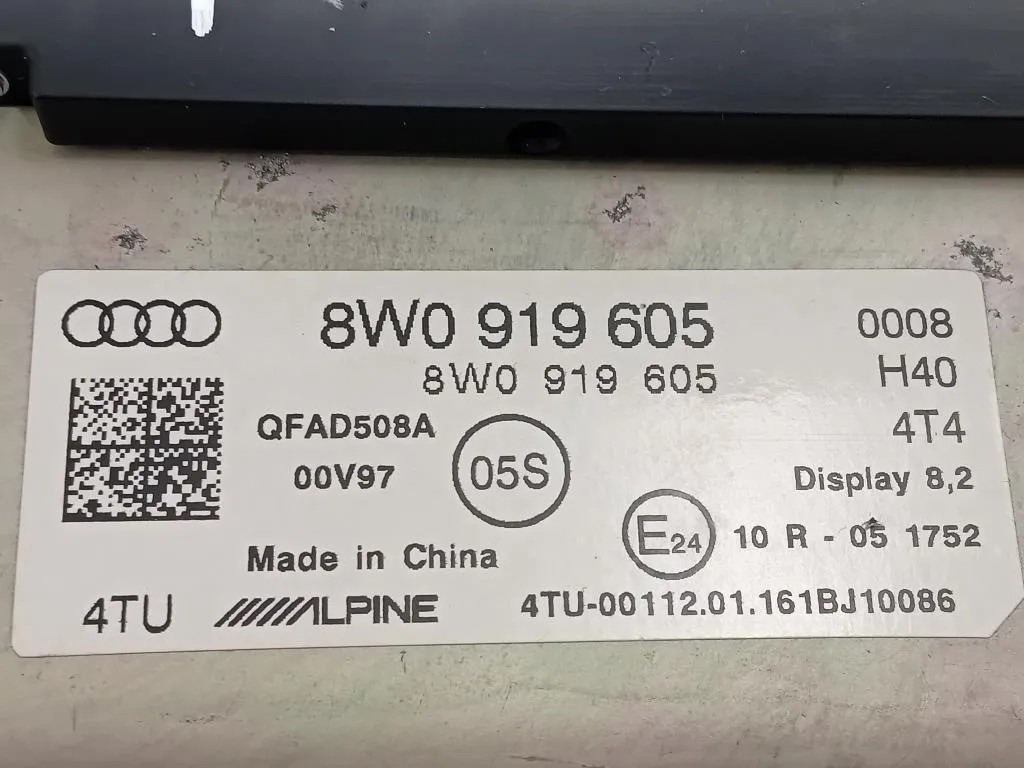 8W0 919 605 0008
8W0 919 605 H40
QFAD508A 05S 4T4
00V97 Display 8,2
E24 10 R - 05 1752
Made in China
4TU ALPINE 4TU-00112.01.161BJ10086